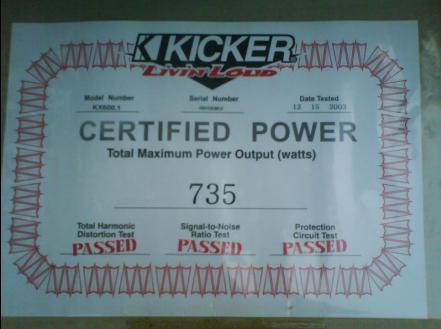 KICKER
LIVIN LOUD
Model Number Serial Number Date Tested
KX600.1 12 15 2003
CERTIFIED POWER
Total Maximum Power Output (watts)
735
Total Harmonic Signal-to-Noise Protection
Distortion Test Ratio Test Circuit Test
PASSED PASSED PASSED